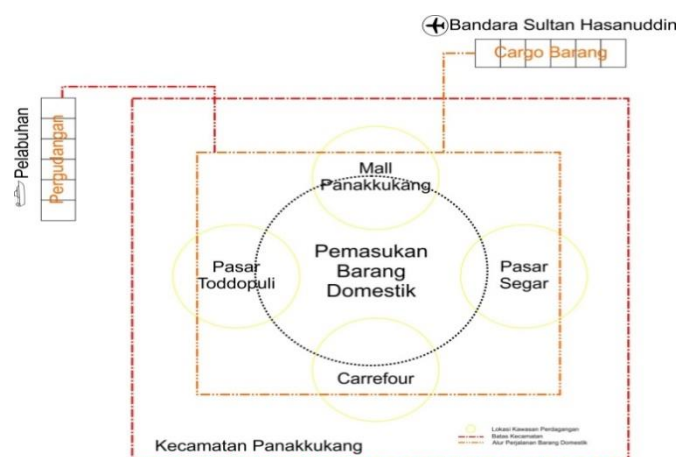 Bandara Sultan Hasanuddin
Cargo Barang
Pelabuhan
Pergudangan
Mall
Panakkukang
Pemasukan
Barang
Domestik
Pasar
Toddopuli
Pasar
Segar
Carrefour
Kecamatan Panakkukang
Lokasi Kawasan Perdagangan
Batas Kecamatan
Alur Perjalanan Barang Domestik